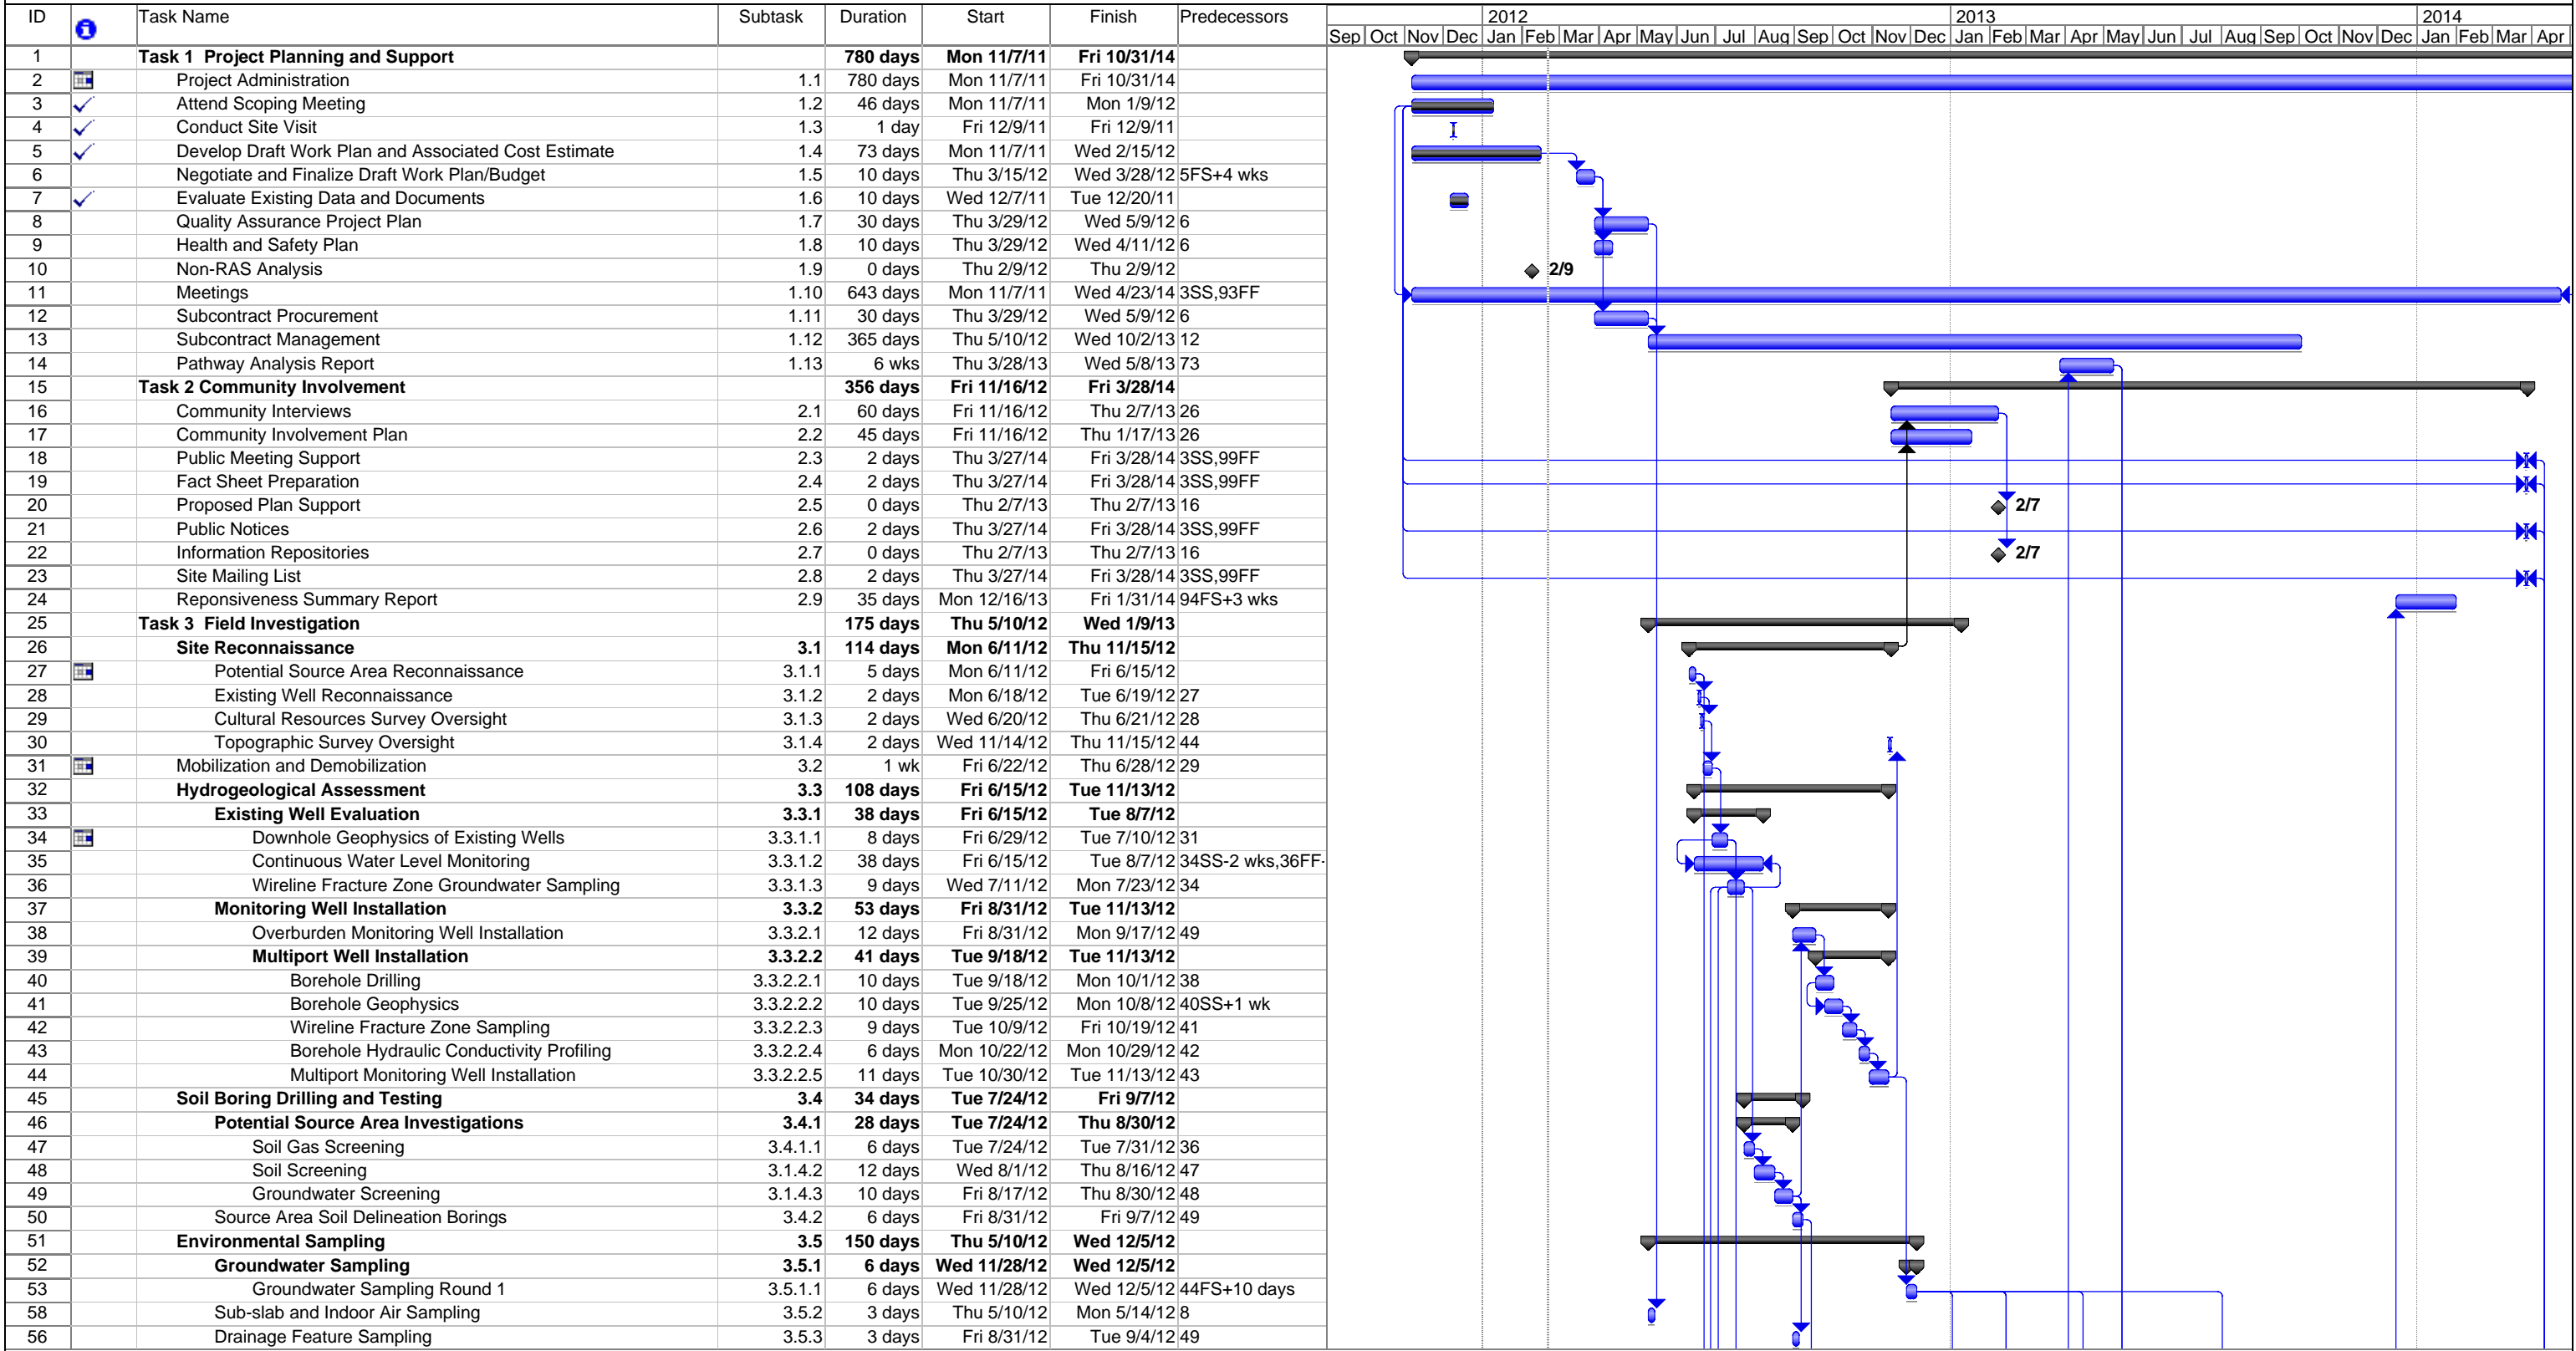 ID Task Name Subtask Duration Start Finish Predecessors
2012 2013 2014
Sep Oct Nov Dec Jan Feb Mar Apr May Jun Jul Aug Sep Oct Nov Dec Jan Feb Mar Apr May Jun Jul Aug Sep Oct Nov Dec Jan Feb Mar Apr
1 Task 1 Project Planning and Support 780 days Mon 11/7/11 Fri 10/31/14
2 Project Administration 1.1 780 days Mon 11/7/11 Fri 10/31/14
3 Attend Scoping Meeting 1.2 46 days Mon 11/7/11 Mon 1/9/12
4 Conduct Site Visit 1.3 1 day Fri 12/9/11 Fri 12/9/11
5 Develop Draft Work Plan and Associated Cost Estimate 1.4 73 days Mon 11/7/11 Wed 2/15/12
6 Negotiate and Finalize Draft Work Plan/Budget 1.5 10 days Thu 3/15/12 Wed 3/28/12 5FS+4 wks
7 Evaluate Existing Data and Documents 1.6 10 days Wed 12/7/11 Tue 12/20/11
8 Quality Assurance Project Plan 1.7 30 days Thu 3/29/12 Wed 5/9/12 6
9 Health and Safety Plan 1.8 10 days Thu 3/29/12 Wed 4/11/12 6
10 Non-RAS Analysis 1.9 0 days Thu 2/9/12 Thu 2/9/12 2/9
11 Meetings 1.10 643 days Mon 11/7/11 Wed 4/23/14 3SS,93FF
12 Subcontract Procurement 1.11 30 days Thu 3/29/12 Wed 5/9/12 6
13 Subcontract Management 1.12 365 days Thu 5/10/12 Wed 10/2/13 12
14 Pathway Analysis Report 1.13 6 wks Thu 3/28/13 Wed 5/8/13 73
15 Task 2 Community Involvement 356 days Fri 11/16/12 Fri 3/28/14
16 Community Interviews 2.1 60 days Fri 11/16/12 Thu 2/7/13 26
17 Community Involvement Plan 2.2 45 days Fri 11/16/12 Thu 1/17/13 26
18 Public Meeting Support 2.3 2 days Thu 3/27/14 Fri 3/28/14 3SS,99FF
19 Fact Sheet Preparation 2.4 2 days Thu 3/27/14 Fri 3/28/14 3SS,99FF
20 Proposed Plan Support 2.5 0 days Thu 2/7/13 Thu 2/7/13 16 2/7
21 Public Notices 2.6 2 days Thu 3/27/14 Fri 3/28/14 3SS,99FF
22 Information Repositories 2.7 0 days Thu 2/7/13 Thu 2/7/13 16 2/7
23 Site Mailing List 2.8 2 days Thu 3/27/14 Fri 3/28/14 3SS,99FF
24 Reponsiveness Summary Report 2.9 35 days Mon 12/16/13 Fri 1/31/14 94FS+3 wks
25 Task 3 Field Investigation 175 days Thu 5/10/12 Wed 1/9/13
26 Site Reconnaissance 3.1 114 days Mon 6/11/12 Thu 11/15/12
27 Potential Source Area Reconnaissance 3.1.1 5 days Mon 6/11/12 Fri 6/15/12
28 Existing Well Reconnaissance 3.1.2 2 days Mon 6/18/12 Tue 6/19/12 27
29 Cultural Resources Survey Oversight 3.1.3 2 days Wed 6/20/12 Thu 6/21/12 28
30 Topographic Survey Oversight 3.1.4 2 days Wed 11/14/12 Thu 11/15/12 44
31 Mobilization and Demobilization 3.2 1 wk Fri 6/22/12 Thu 6/28/12 29
32 Hydrogeological Assessment 3.3 108 days Fri 6/15/12 Tue 11/13/12
33 Existing Well Evaluation 3.3.1 38 days Fri 6/15/12 Tue 8/7/12
34 Downhole Geophysics of Existing Wells 3.3.1.1 8 days Fri 6/29/12 Tue 7/10/12 31
35 Continuous Water Level Monitoring 3.3.1.2 38 days Fri 6/15/12 Tue 8/7/12 34SS-2 wks,36FF-
36 Wireline Fracture Zone Groundwater Sampling 3.3.1.3 9 days Wed 7/11/12 Mon 7/23/12 34
37 Monitoring Well Installation 3.3.2 53 days Fri 8/31/12 Tue 11/13/12
38 Overburden Monitoring Well Installation 3.3.2.1 12 days Fri 8/31/12 Mon 9/17/12 49
39 Multiport Well Installation 3.3.2.2 41 days Tue 9/18/12 Tue 11/13/12
40 Borehole Drilling 3.3.2.2.1 10 days Tue 9/18/12 Mon 10/1/12 38
41 Borehole Geophysics 3.3.2.2.2 10 days Tue 9/25/12 Mon 10/8/12 40SS+1 wk
42 Wireline Fracture Zone Sampling 3.3.2.2.3 9 days Tue 10/9/12 Fri 10/19/12 41
43 Borehole Hydraulic Conductivity Profiling 3.3.2.2.4 6 days Mon 10/22/12 Mon 10/29/12 42
44 Multiport Monitoring Well Installation 3.3.2.2.5 11 days Tue 10/30/12 Tue 11/13/12 43
45 Soil Boring Drilling and Testing 3.4 34 days Tue 7/24/12 Fri 9/7/12
46 Potential Source Area Investigations 3.4.1 28 days Tue 7/24/12 Thu 8/30/12
47 Soil Gas Screening 3.4.1.1 6 days Tue 7/24/12 Tue 7/31/12 36
48 Soil Screening 3.1.4.2 12 days Wed 8/1/12 Thu 8/16/12 47
49 Groundwater Screening 3.1.4.3 10 days Fri 8/17/12 Thu 8/30/12 48
50 Source Area Soil Delineation Borings 3.4.2 6 days Fri 8/31/12 Fri 9/7/12 49
51 Environmental Sampling 3.5 150 days Thu 5/10/12 Wed 12/5/12
52 Groundwater Sampling 3.5.1 6 days Wed 11/28/12 Wed 12/5/12
53 Groundwater Sampling Round 1 3.5.1.1 6 days Wed 11/28/12 Wed 12/5/12 44FS+10 days
58 Sub-slab and Indoor Air Sampling 3.5.2 3 days Thu 5/10/12 Mon 5/14/12 8
56 Drainage Feature Sampling 3.5.3 3 days Fri 8/31/12 Tue 9/4/12 49